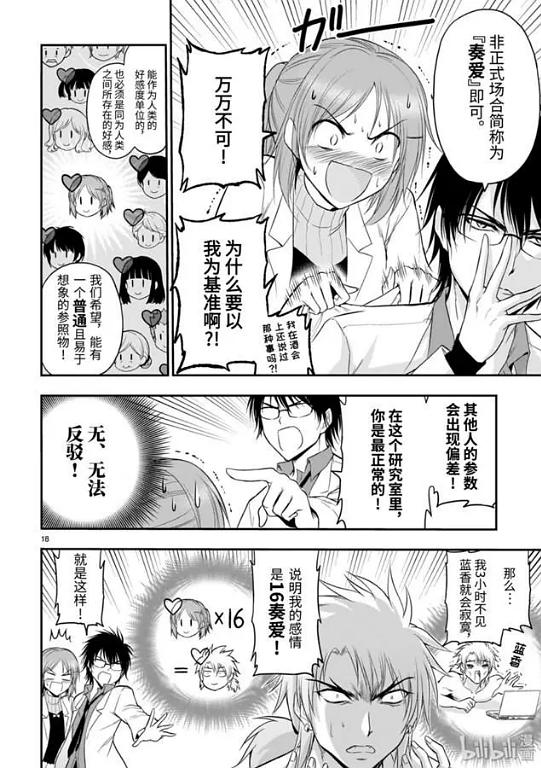 非正式场合简称为
『奏爱』即可。
万万不可！
为什么要以
我为基准啊?!
我在酒会
上还说过
那种事吗?!
能作为人类的
好感度单位的，
也必须是同为人类
之间所存在的好感，
我们希望，能有
一个普通且易于
想象的参照物！
其他人的参数
会出现偏差！
在这个研究室里，
你是最正常的！
无、无法
反驳！
18
那么…
我3小时不见
蓝香就会寂寞，
蓝香
说明我的感情
是16奏爱！
×16
=
就是这样！
bilibili
漫画